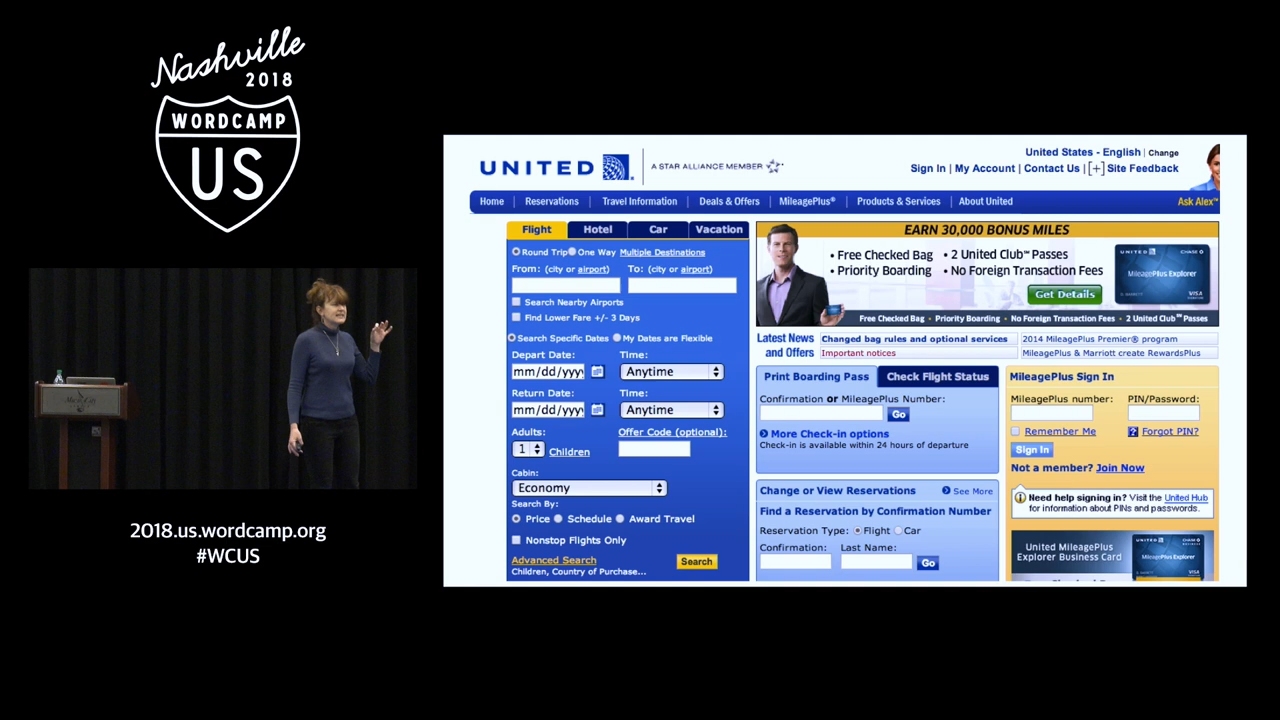 Nashville
2018
WORDCAMP
US
2018.us.wordcamp.org
#WCUS
UNITED
A STAR ALLIANCE MEMBER
United States - English | Change
Sign In | My Account | Contact Us | [+] Site Feedback
Home | Reservations | Travel Information | Deals & Offers | MileagePlus® | Products & Services | About United
Ask Alex™
Flight Hotel Car Vacation
Round Trip One Way Multiple Destinations
From: (city or airport) To: (city or airport)
Search Nearby Airports
Find Lower Fare +/- 3 Days
Search Specific Dates My Dates are Flexible
Depart Date: Time:
mm/dd/yyyy Anytime
Return Date: Time:
mm/dd/yyyy Anytime
Adults: Offer Code (optional):
1 Children
Cabin:
Economy
Search By:
Price Schedule Award Travel
Nonstop Flights Only
Advanced Search Search
Children, Country of Purchase...
EARN 30,000 BONUS MILES
• Free Checked Bag • 2 United Club℠ Passes
• Priority Boarding • No Foreign Transaction Fees
Get Details
UNITED CHASE
MileagePlus Explorer
VISA
Free Checked Bag • Priority Boarding • No Foreign Transaction Fees • 2 United Club℠ Passes
Latest News
and Offers
Changed bag rules and optional services
2014 MileagePlus Premier® program
Important notices
MileagePlus & Marriott create RewardsPlus
Print Boarding Pass Check Flight Status
Confirmation or MileagePlus Number:
Go
More Check-in options
Check-in is available within 24 hours of departure
Change or View Reservations See More
Find a Reservation by Confirmation Number
Reservation Type: Flight Car
Confirmation: Last Name:
Go
MileagePlus Sign In
MileagePlus number: PIN/Password:
Remember Me ? Forgot PIN?
Sign In
Not a member? Join Now
Need help signing in? Visit the United Hub
for information about PINs and passwords.
United MileagePlus
Explorer Business Card
UNITED CHASE
MileagePlus Explorer
VISA